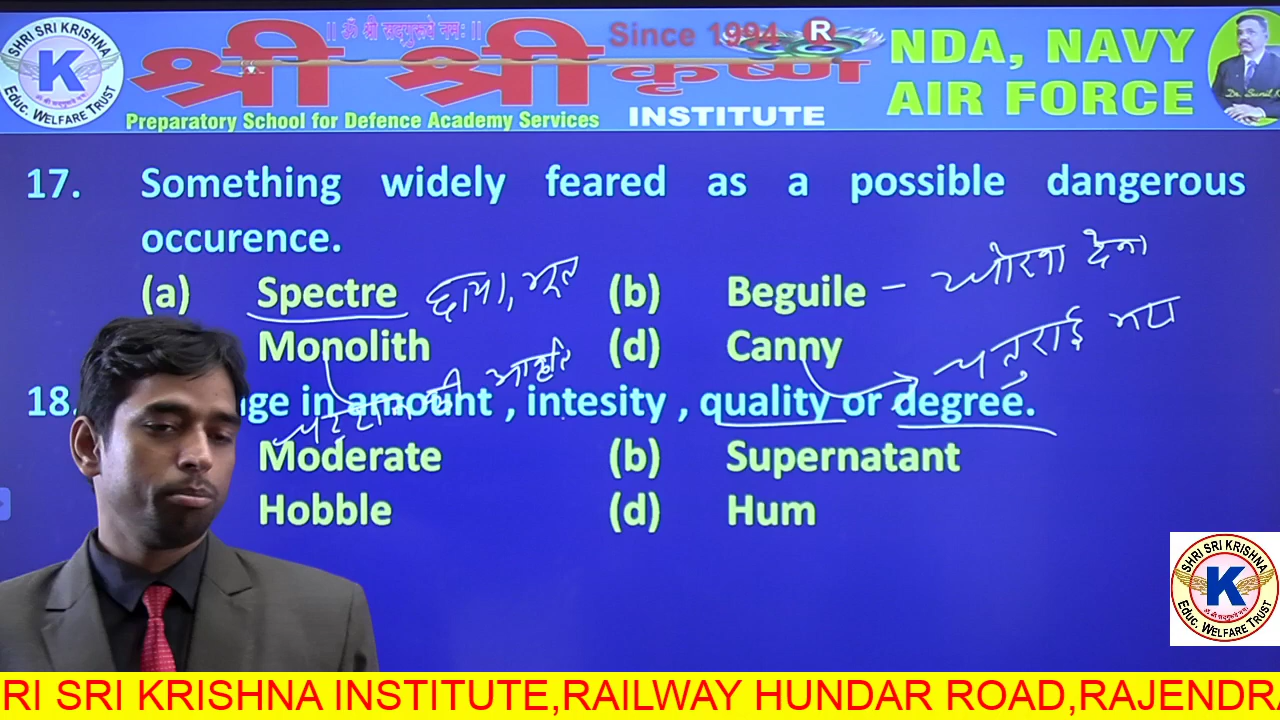 || ॐ श्री सदगुरूवे नमः ||
Since 1994 R
श्री श्री कृष्णा
INSTITUTE
Preparatory School for Defence Academy Services
NDA, NAVY
AIR FORCE
SHRI SRI KRISHNA
K
Educ. WELFARE TRUST
17. Something widely feared as a possible dangerous
occurence.
(a) Spectre छाया, भूत (b) Beguile – धोखा देना
Monolith (d) Canny चतुराई भरा
18. in amount , intesity , quality or degree.
Moderate (b) Supernatant
Hobble (d) Hum
SHRI SRI KRISHNA
K
Educ. WELFARE TRUST
RI SRI KRISHNA INSTITUTE,RAILWAY HUNDAR ROAD,RAJENDRA